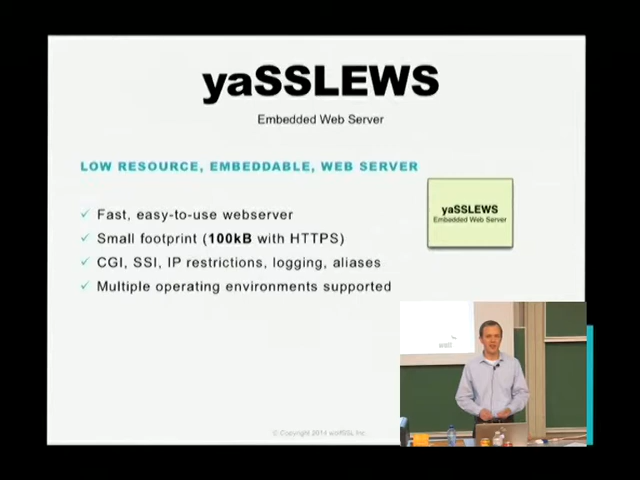 yaSSLEWS
Embedded Web Server
LOW RESOURCE, EMBEDDABLE, WEB SERVER
yaSSLEWS
Embedded Web Server
✓ Fast, easy-to-use webserver
✓ Small footprint (100kB with HTTPS)
✓ CGI, SSI, IP restrictions, logging, aliases
✓ Multiple operating environments supported
© Copyright 2014 wolfSSL Inc.